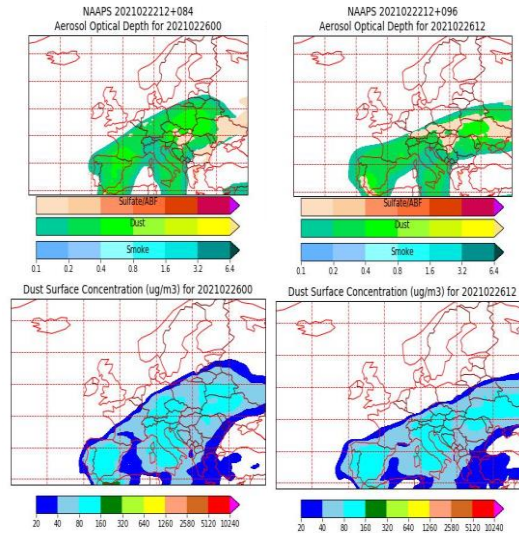 NAAPS 2021022212+084
Aerosol Optical Depth for 2021022600
Sulfate/ABF
Dust
Smoke
0.1 0.2 0.4 0.8 1.6 3.2 6.4
NAAPS 2021022212+096
Aerosol Optical Depth for 2021022612
Sulfate/ABF
Dust
Smoke
0.1 0.2 0.4 0.8 1.6 3.2 6.4
Dust Surface Concentration (ug/m3) for 2021022600
20 40 80 160 320 640 1260 2580 5120 10240
Dust Surface Concentration (ug/m3) for 2021022612
20 40 80 160 320 640 1260 2580 5120 10240